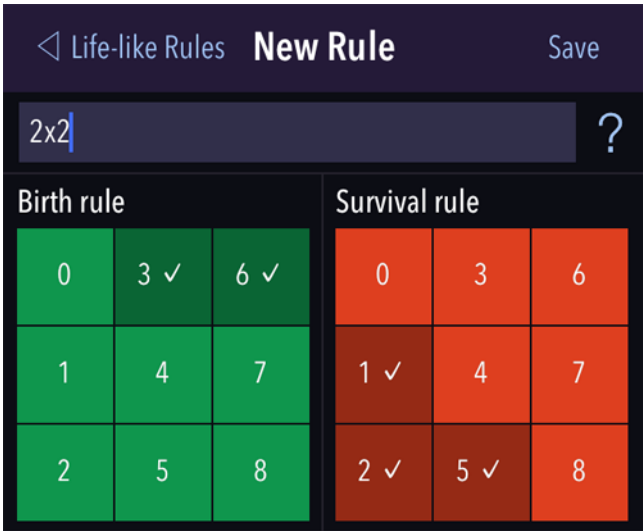 ◁ Life-like Rules New Rule Save
2x2 ?
Birth rule Survival rule
0 3 ✓ 6 ✓ 0 3 6
1 4 7 1 ✓ 4 7
2 5 8 2 ✓ 5 ✓ 8